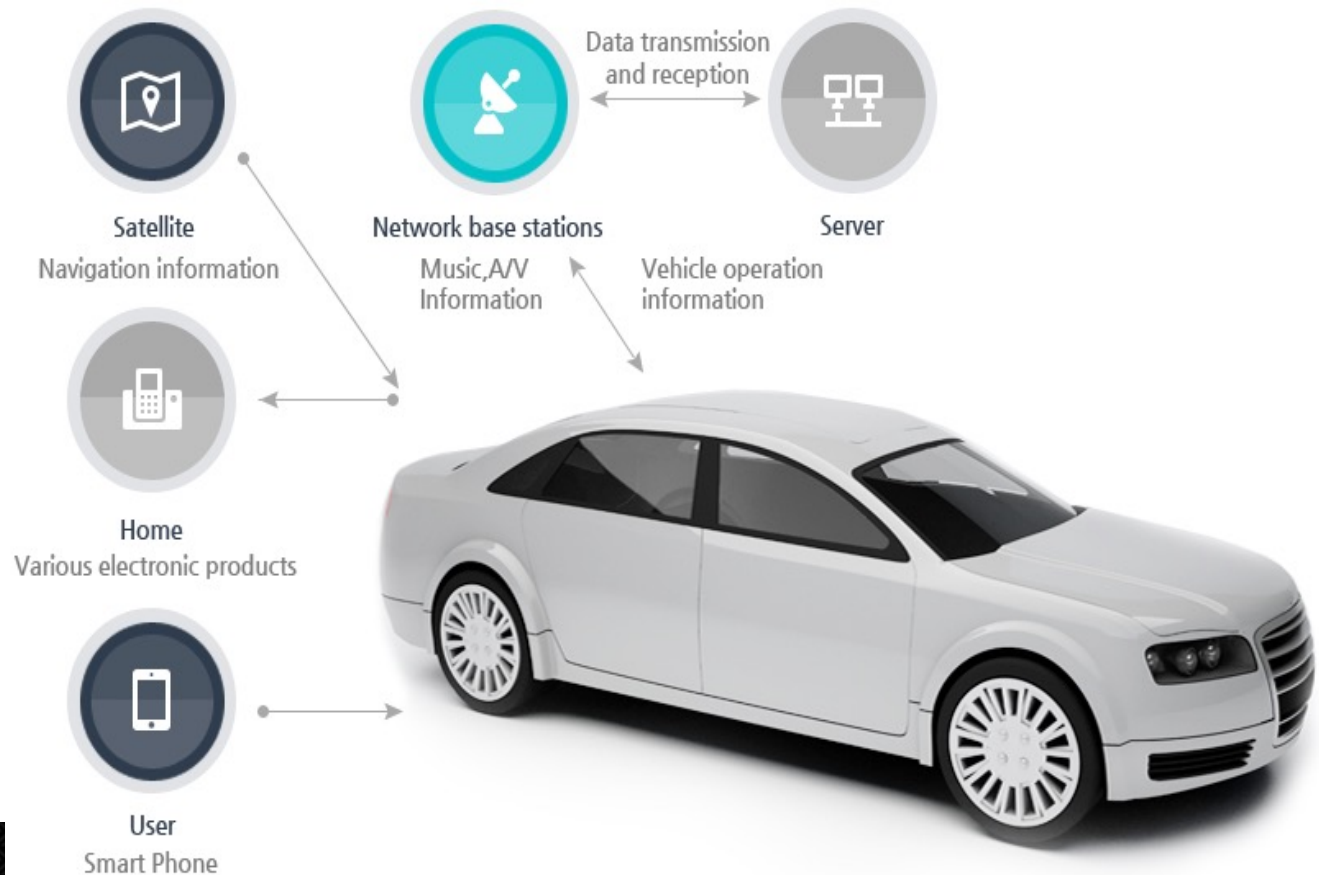 Data transmission
and reception
Satellite
Navigation information
Network base stations
Music,A/V
Information
Vehicle operation
information
Server
Home
Various electronic products
User
Smart Phone